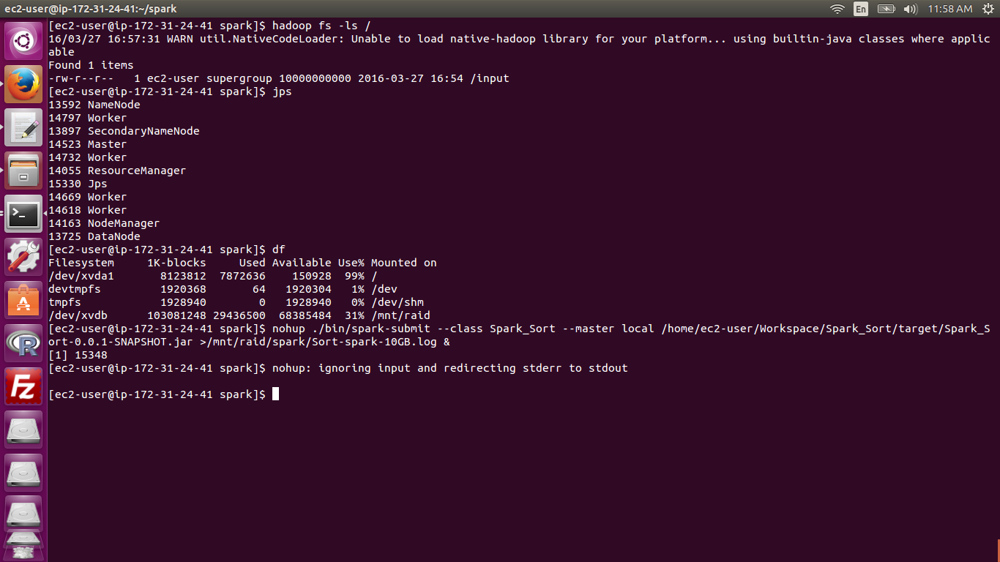 ec2-user@ip-172-31-24-41:~/spark
En
11:58 AM
[ec2-user@ip-172-31-24-41 spark]$ hadoop fs -ls /
16/03/27 16:57:31 WARN util.NativeCodeLoader: Unable to load native-hadoop library for your platform... using builtin-java classes where applic
able
Found 1 items
-rw-r--r--   1 ec2-user supergroup 10000000000 2016-03-27 16:54 /input
[ec2-user@ip-172-31-24-41 spark]$ jps
13592 NameNode
14797 Worker
13897 SecondaryNameNode
14523 Master
14732 Worker
14055 ResourceManager
15330 Jps
14669 Worker
14618 Worker
14163 NodeManager
13725 DataNode
[ec2-user@ip-172-31-24-41 spark]$ df
Filesystem     1K-blocks     Used Available Use% Mounted on
/dev/xvda1       8123812  7872636    150928  99% /
devtmpfs         1920368       64   1920304   1% /dev
tmpfs            1928940        0   1928940   0% /dev/shm
/dev/xvdb      103081248 29436500  68385484  31% /mnt/raid
[ec2-user@ip-172-31-24-41 spark]$ nohup ./bin/spark-submit --class Spark_Sort --master local /home/ec2-user/Workspace/Spark_Sort/target/Spark_S
ort-0.0.1-SNAPSHOT.jar >/mnt/raid/spark/Sort-spark-10GB.log &
[1] 15348
[ec2-user@ip-172-31-24-41 spark]$ nohup: ignoring input and redirecting stderr to stdout
[ec2-user@ip-172-31-24-41 spark]$
A
R
Fz